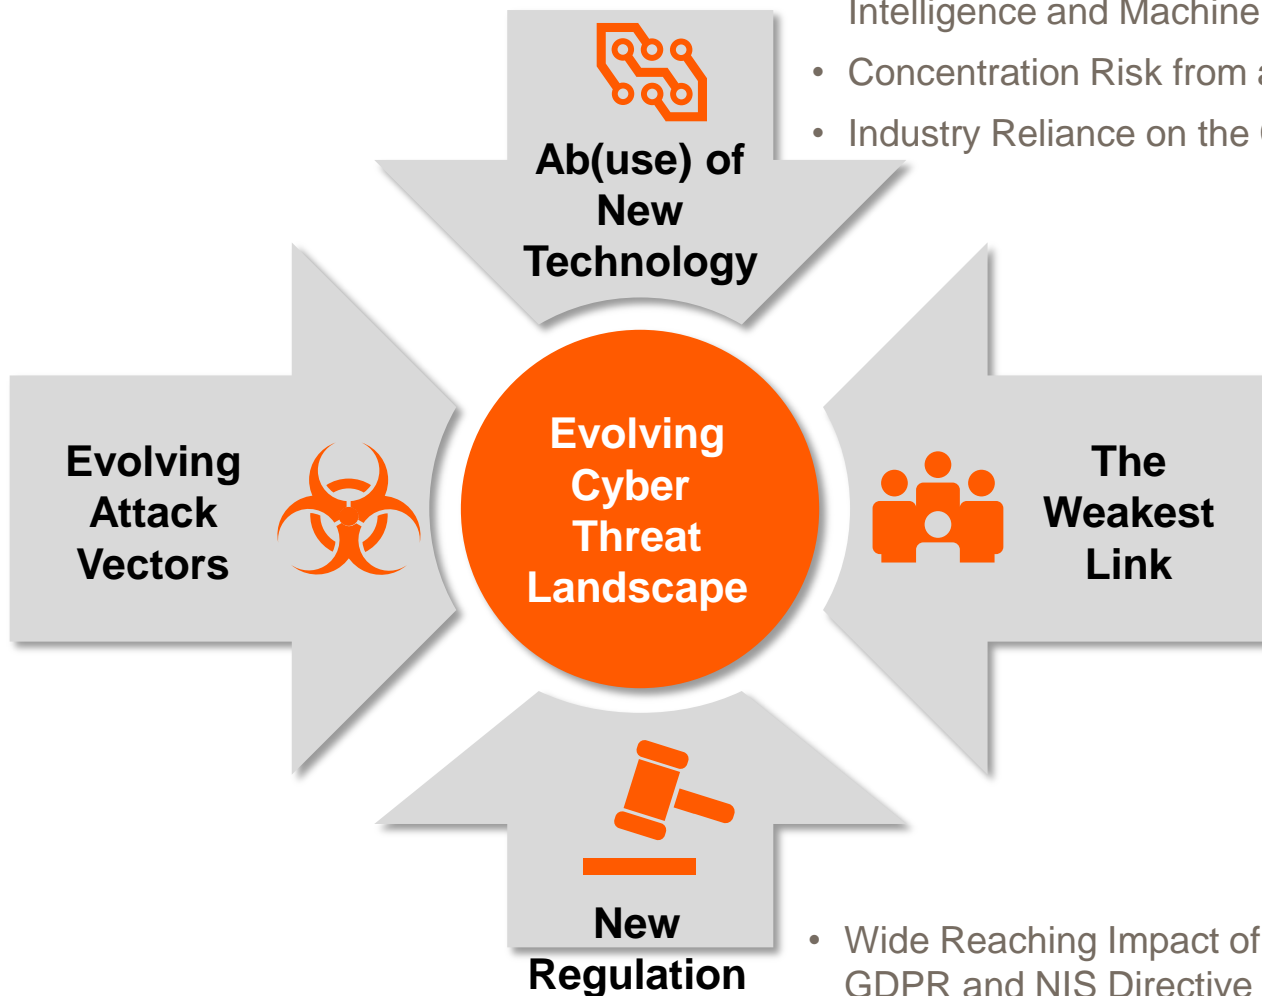 Intelligence and Machine
• Concentration Risk from a
• Industry Reliance on the
Ab(use) of
New
Technology
Evolving
Attack
Vectors
Evolving
Cyber
Threat
Landscape
The
Weakest
Link
New
Regulation
• Wide Reaching Impact of
GDPR and NIS Directive